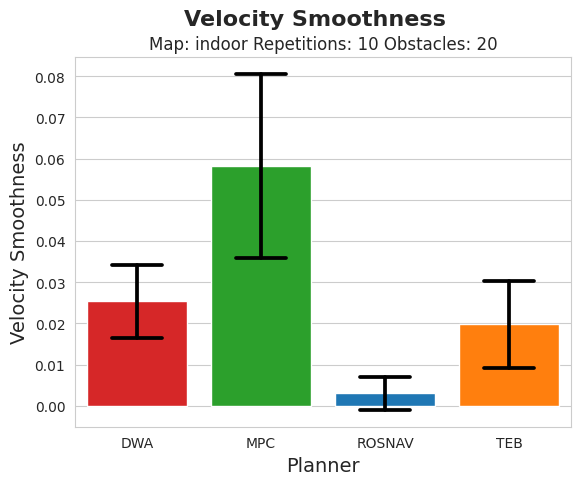 Velocity Smoothness
Map: indoor Repetitions: 10 Obstacles: 20
Velocity Smoothness
0.08
0.07
0.06
0.05
0.04
0.03
0.02
0.01
0.00
DWA MPC ROSNAV TEB
Planner